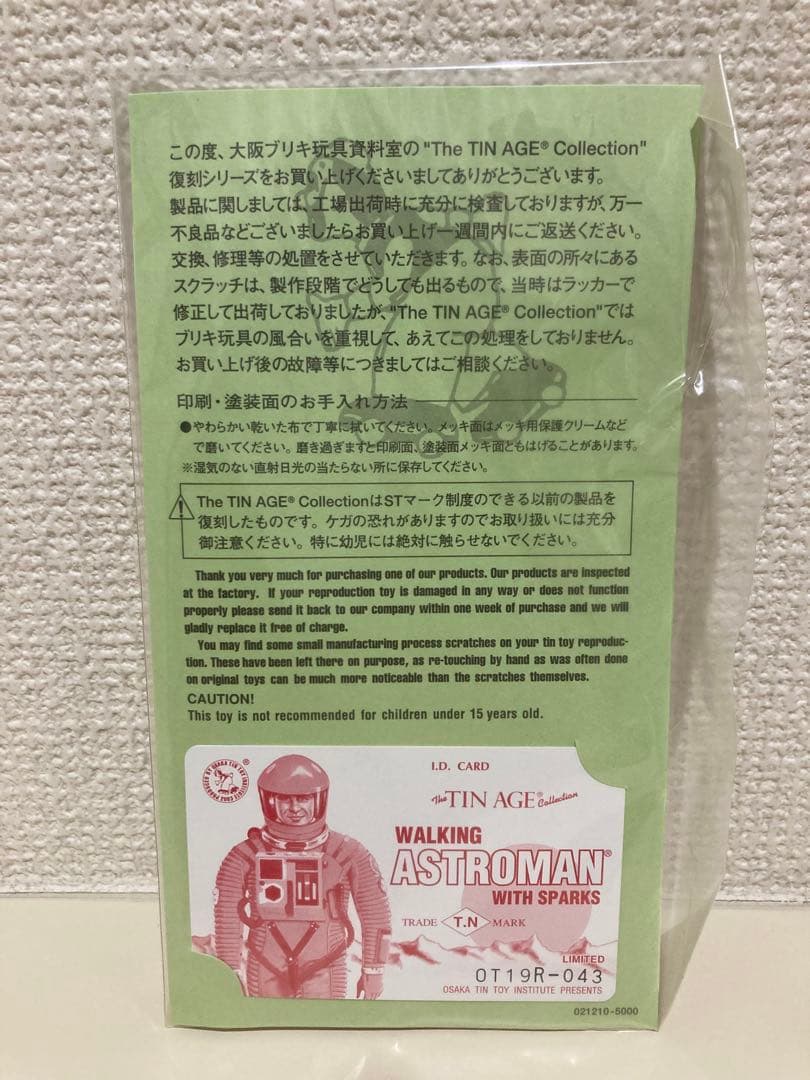 この度、大阪ブリキ玩具資料室の"The TIN AGE® Collection"
復刻シリーズをお買い上げくださいましてありがとうございます。
製品に関しましては、工場出荷時に充分に検査しておりますが、万一
不良品などございましたらお買い上げ一週間内にご返送ください。
交換、修理等の処置をさせていただきます。なお、表面の所々にある
スクラッチは、製作段階でどうしても出るもので、当時はラッカーで
修正して出荷しておりましたが、"The TIN AGE® Collection"では
ブリキ玩具の風合いを重視して、あえてこの処理をしておりません。
お買い上げ後の故障等につきましてはご相談ください。
印刷・塗装面のお手入れ方法
●やわらかい乾いた布で丁寧に拭いてください。メッキ面はメッキ用保護クリームなど
で磨いてください。磨き過ぎますと印刷面、塗装面メッキ面ともはげることがあります。
※湿気のない直射日光の当たらない所に保存してください。
The TIN AGE® CollectionはSTマーク制度のできる以前の製品を
復刻したものです。ケガの恐れがありますのでお取り扱いには充分
御注意ください。特に幼児には絶対に触らせないでください。
Thank you very much for purchasing one of our products. Our products are inspected
at the factory. If your reproduction toy is damaged in any way or does not function
properly please send it back to our company within one week of purchase and we will
gladly replace it free of charge.
You may find some small manufacturing process scratches on your tin toy reproduc-
tion. These have been left there on purpose, as re-touching by hand as was often done
on original toys can be much more noticeable than the scratches themselves.
CAUTION!
This toy is not recommended for children under 15 years old.
I.D. CARD
The TIN AGE® Collection
WALKING
ASTROMAN®
WITH SPARKS
TRADE T.N MARK
LIMITED
OT19R-043
OSAKA TIN TOY INSTITUTE PRESENTS
021210-5000